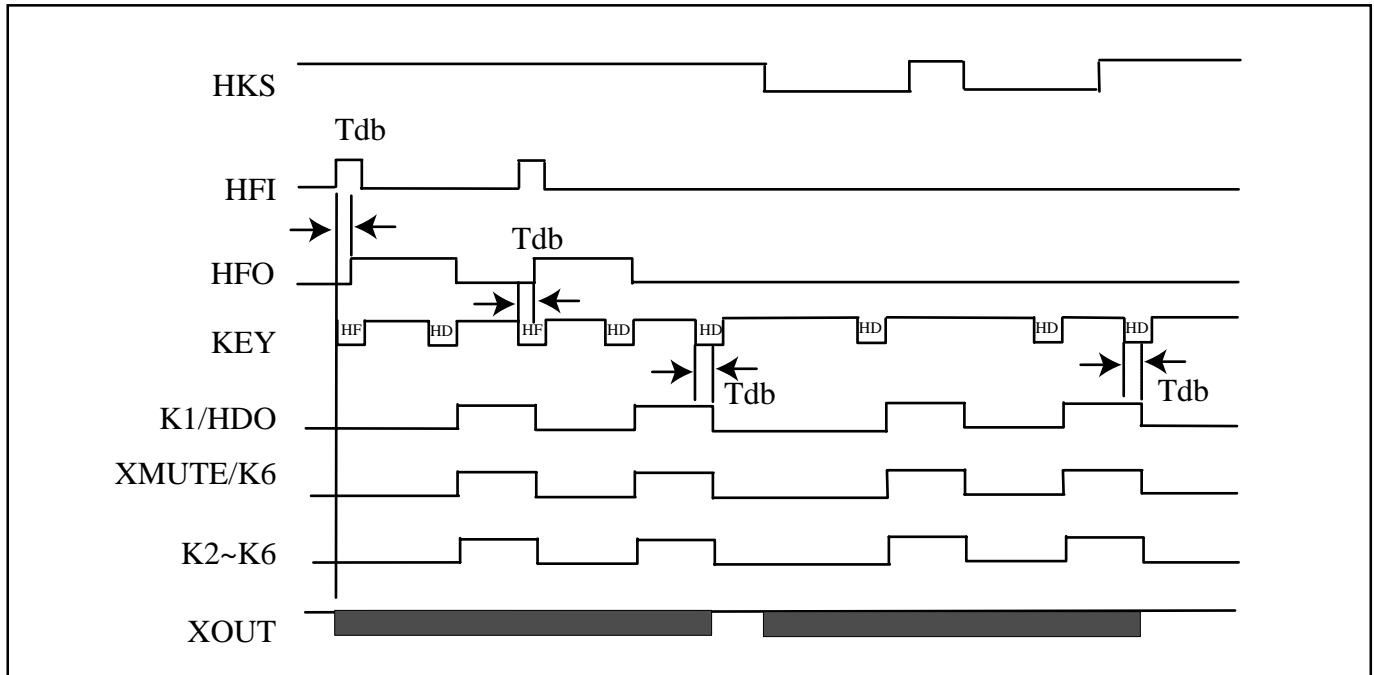 HKS
Tdb
HFI
Tdb
HFO
HF HD HF HD HD HD HD HD
KEY
Tdb Tdb
K1/HDO
XMUTE/K6
K2~K6
XOUT